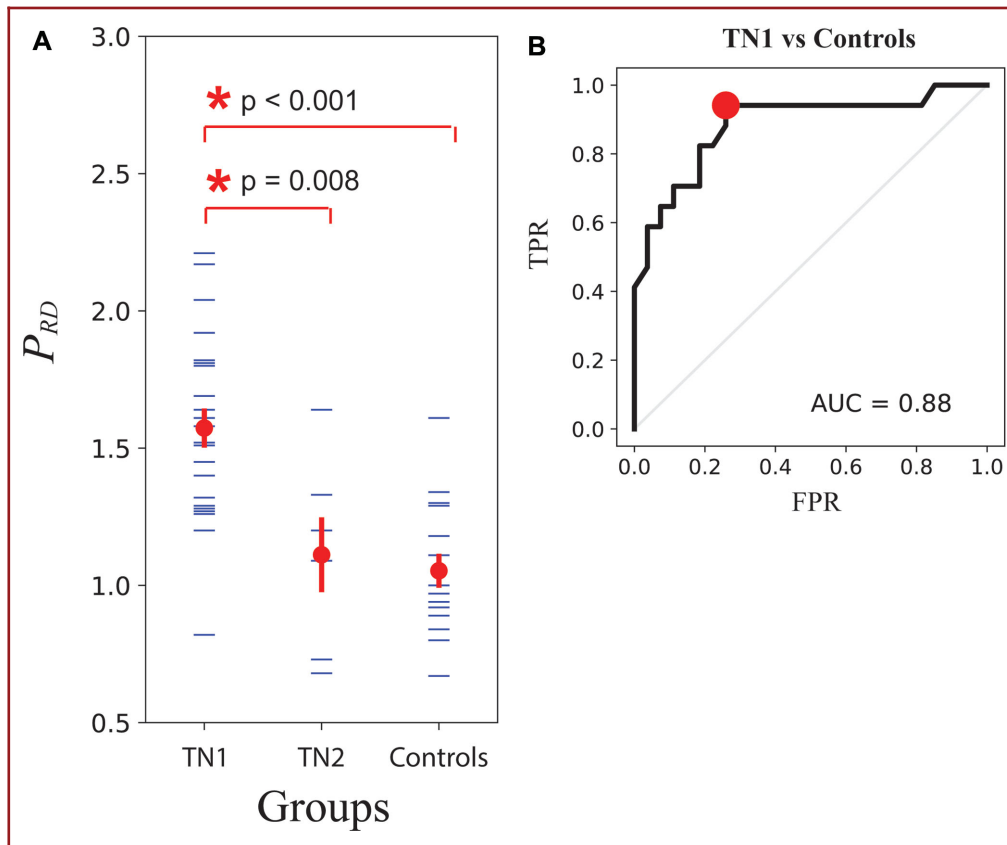 A
3.0
2.5
2.0
1.5
1.0
0.5
P_RD
* p < 0.001
* p = 0.008
TN1 TN2 Controls
Groups
B
TN1 vs Controls
1.0
0.8
0.6
0.4
0.2
0.0
TPR
AUC = 0.88
0.0 0.2 0.4 0.6 0.8 1.0
FPR